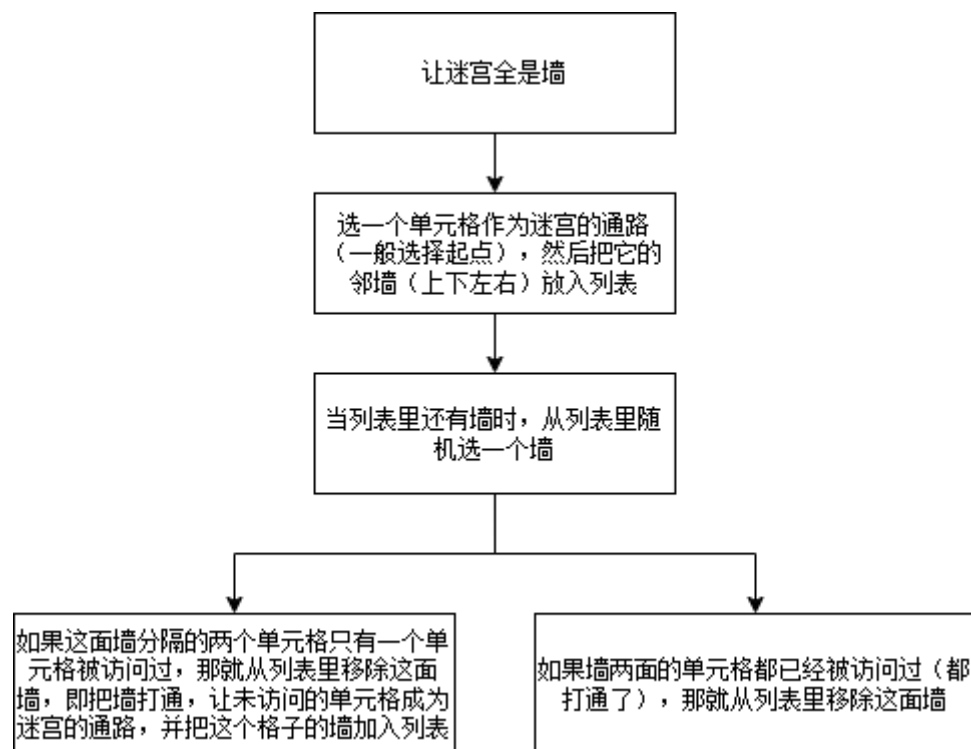 让迷宫全是墙
选一个单元格作为迷宫的通路
（一般选择起点），然后把它的
邻墙（上下左右）放入列表
当列表里还有墙时，从列表里随
机选一个墙
如果这面墙分隔的两个单元格只有一个单
元格被访问过，那就从列表里移除这面
墙，即把墙打通，让未访问的单元格成为
迷宫的通路，并把这个格子的墙加入列表
如果墙两面的单元格都已经被访问过（都
打通了），那就从列表里移除这面墙